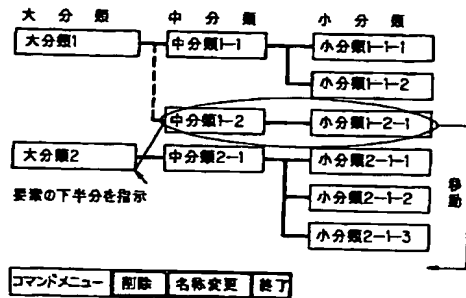 大分類 中分類 小分類
大分類1 中分類1-1 小分類1-1-1
小分類1-1-2
中分類1-2 小分類1-2-1
大分類2 中分類2-1 小分類2-1-1
要素の下半分を指示
小分類2-1-2
移動
小分類2-1-3
コマンドメニュー 削除 名称変更 終了